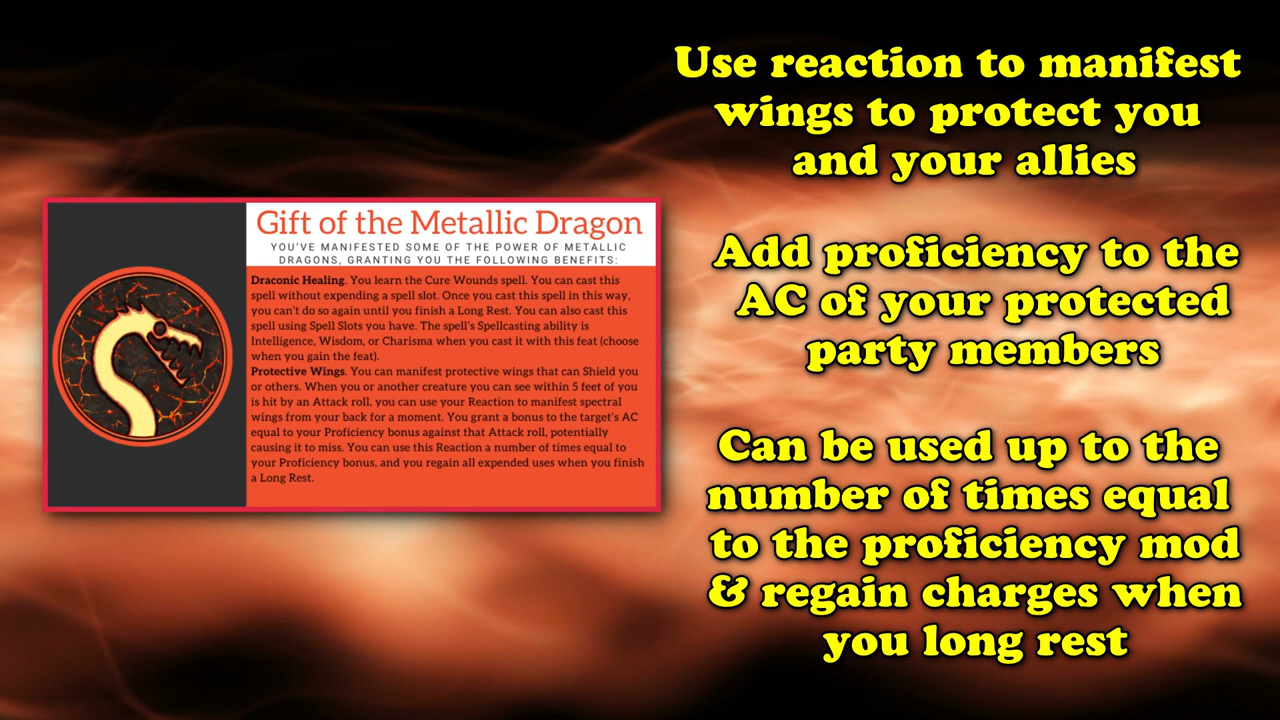 Gift of the Metallic Dragon
YOU'VE MANIFESTED SOME OF THE POWER OF METALLIC
DRAGONS, GRANTING YOU THE FOLLOWING BENEFITS:
Draconic Healing. You learn the Cure Wounds spell. You can cast this
spell without expending a spell slot. Once you cast this spell in this way,
you can't do so again until you finish a Long Rest. You can also cast this
spell using Spell Slots you have. The spell's Spellcasting ability is
Intelligence, Wisdom, or Charisma when you cast it with this feat (choose
when you gain the feat).
Protective Wings. You can manifest protective wings that can Shield you
or others. When you or another creature you can see within 5 feet of you
is hit by an Attack roll, you can use your Reaction to manifest spectral
wings from your back for a moment. You grant a bonus to the target's AC
equal to your Proficiency bonus against that Attack roll, potentially
causing it to miss. You can use this Reaction a number of times equal to
your Proficiency bonus, and you regain all expended uses when you finish
a Long Rest.
Use reaction to manifest
wings to protect you
and your allies
Add proficiency to the
AC of your protected
party members
Can be used up to the
number of times equal
to the proficiency mod
& regain charges when
you long rest